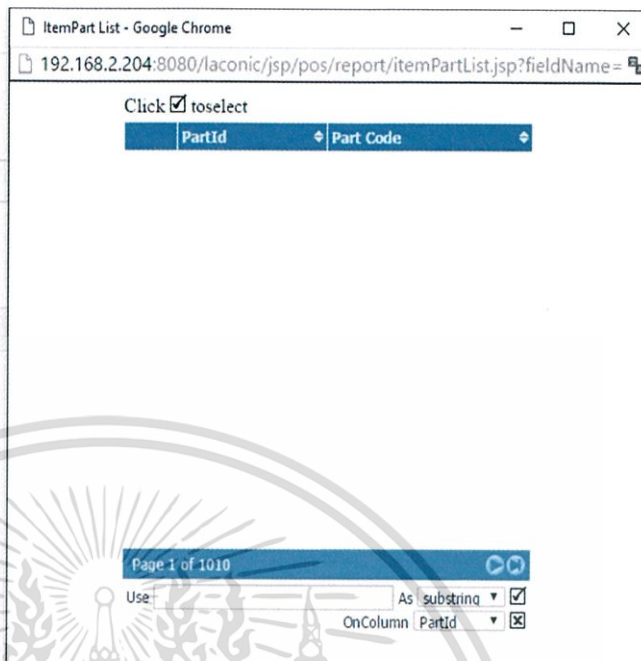 ItemPart List - Google Chrome
192.168.2.204:8080/laconic/jsp/pos/report/itemPartList.jsp?fieldName=
Click toselect
PartId Part Code
Page 1 of 1010
Use As substring
OnColumn PartId